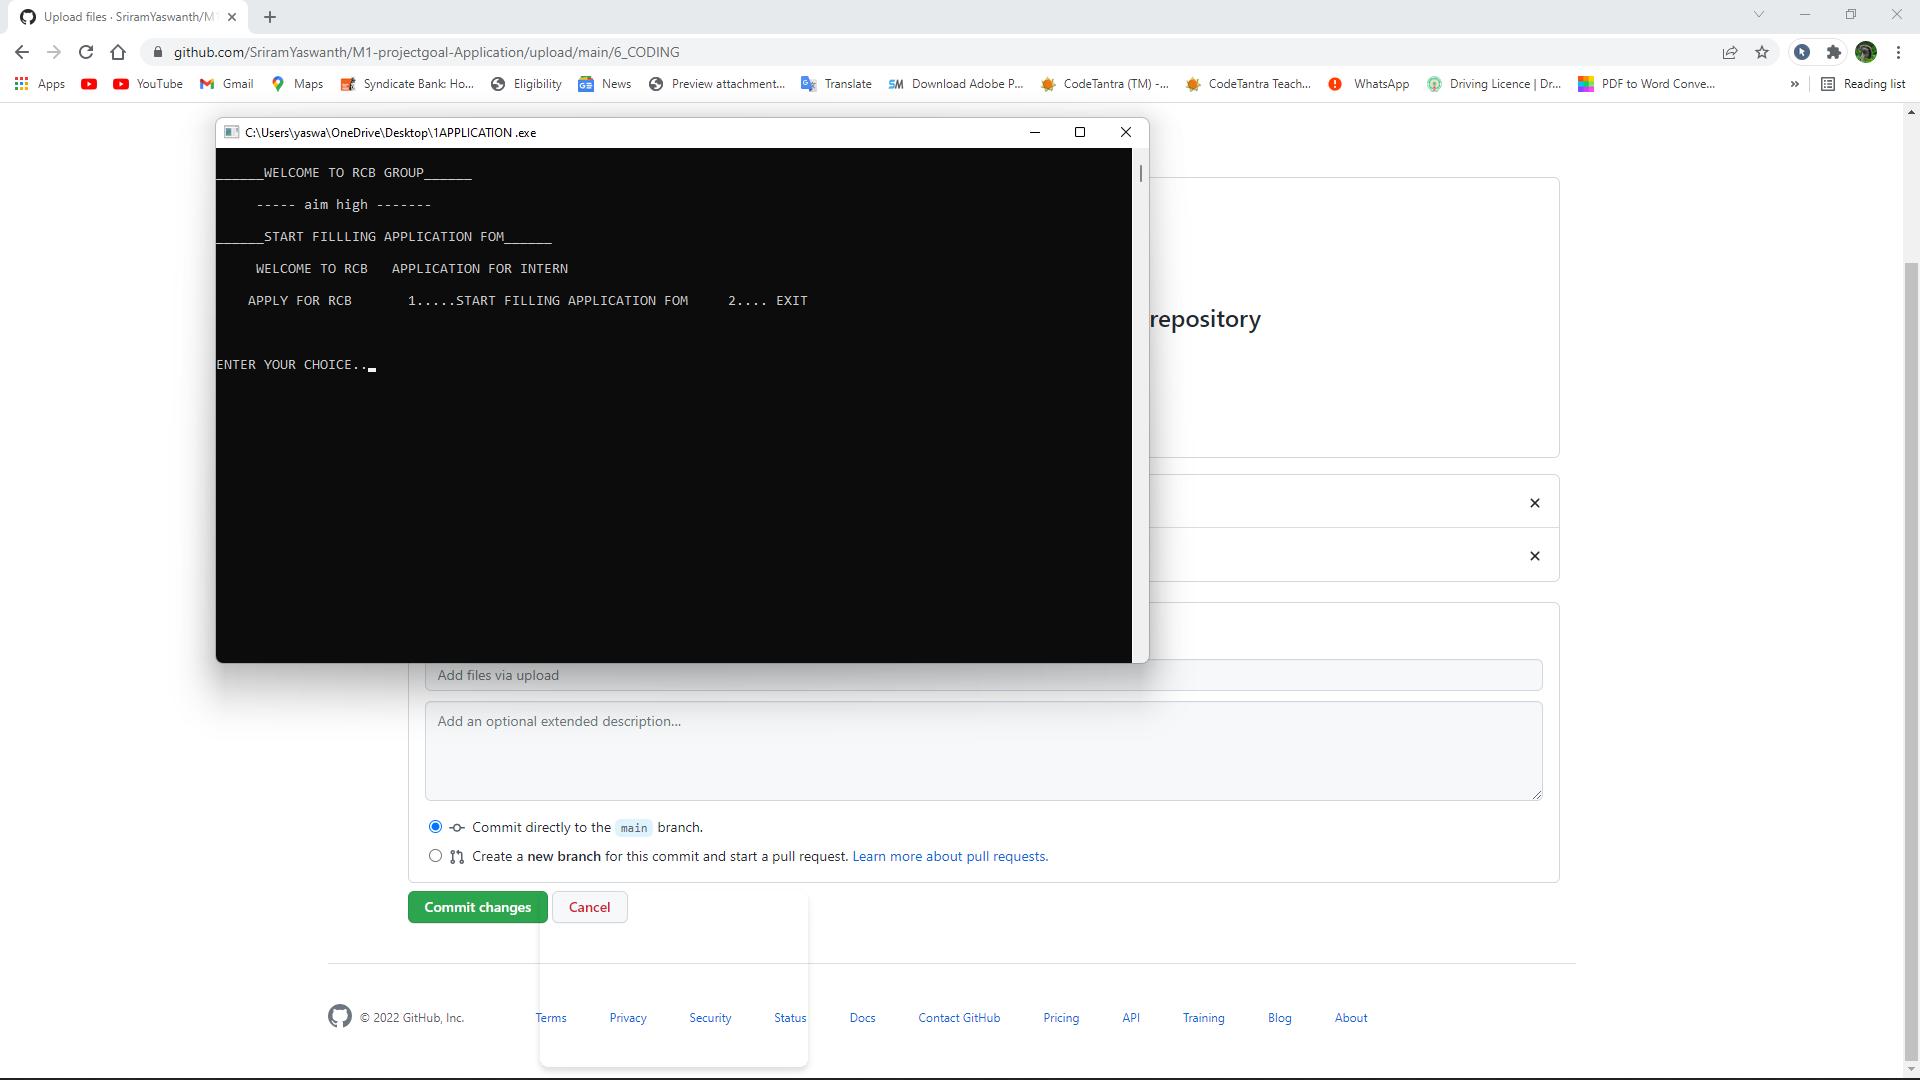 Upload files · SriramYaswanth/M1
github.com/SriramYaswanth/M1-projectgoal-Application/upload/main/6_CODING
Apps YouTube Gmail Maps Syndicate Bank: Ho... Eligibility News Preview attachment... Translate Download Adobe P... CodeTantra (TM) -... CodeTantra Teach... WhatsApp Driving Licence | Dr... PDF to Word Conve... » Reading list
C:\Users\yaswa\OneDrive\Desktop\1APPLICATION .exe
______WELCOME TO RCB GROUP______
----- aim high -------
______START FILLLING APPLICATION FOM______
WELCOME TO RCB   APPLICATION FOR INTERN
APPLY FOR RCB       1.....START FILLING APPLICATION FOM     2.... EXIT
repository
ENTER YOUR CHOICE..
Add files via upload
Add an optional extended description...
Commit directly to the main branch.
Create a new branch for this commit and start a pull request. Learn more about pull requests.
Commit changes Cancel
© 2022 GitHub, Inc. Terms Privacy Security Status Docs Contact GitHub Pricing API Training Blog About